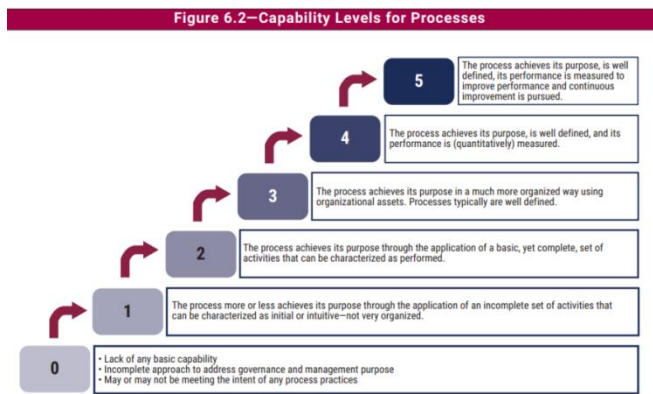 Figure 6.2—Capability Levels for Processes
5
The process achieves its purpose, is well
defined, its performance is measured to
improve performance and continuous
improvement is pursued.
4
The process achieves its purpose, is well defined, and its
performance is (quantitatively) measured.
3
The process achieves its purpose in a much more organized way using
organizational assets. Processes typically are well defined.
2
The process achieves its purpose through the application of a basic, yet complete, set of
activities that can be characterized as performed.
1
The process more or less achieves its purpose through the application of an incomplete set of activities that
can be characterized as initial or intuitive—not very organized.
0
• Lack of any basic capability
• Incomplete approach to address governance and management purpose
• May or may not be meeting the intent of any process practices